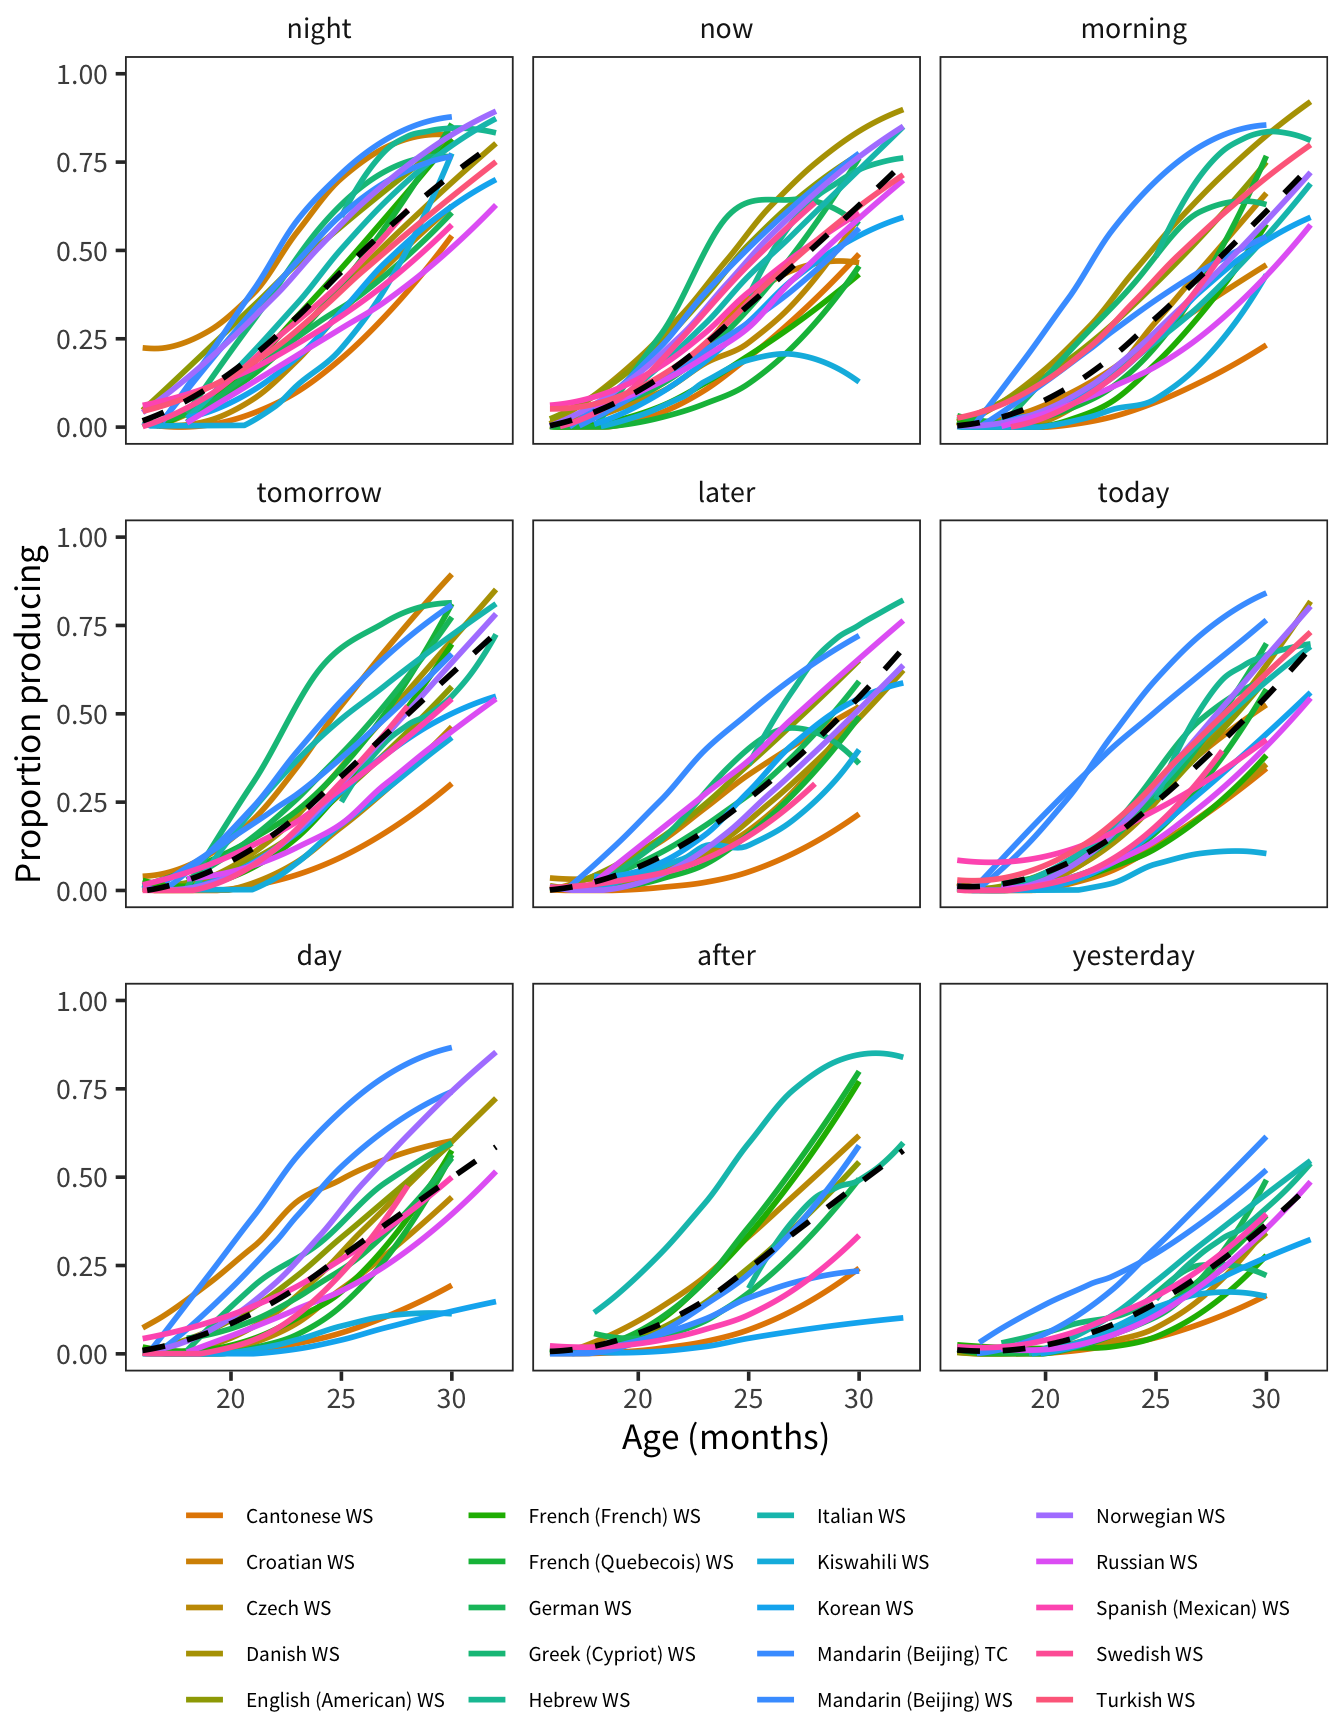 night now morning
1.00
0.75
0.50
0.25
0.00
tomorrow later today
1.00
0.75
0.50
0.25
0.00
Proportion producing
day after yesterday
1.00
0.75
0.50
0.25
0.00
20 25 30 20 25 30 20 25 30
Age (months)
Cantonese WS French (French) WS Italian WS Norwegian WS
Croatian WS French (Quebecois) WS Kiswahili WS Russian WS
Czech WS German WS Korean WS Spanish (Mexican) WS
Danish WS Greek (Cypriot) WS Mandarin (Beijing) TC Swedish WS
English (American) WS Hebrew WS Mandarin (Beijing) WS Turkish WS